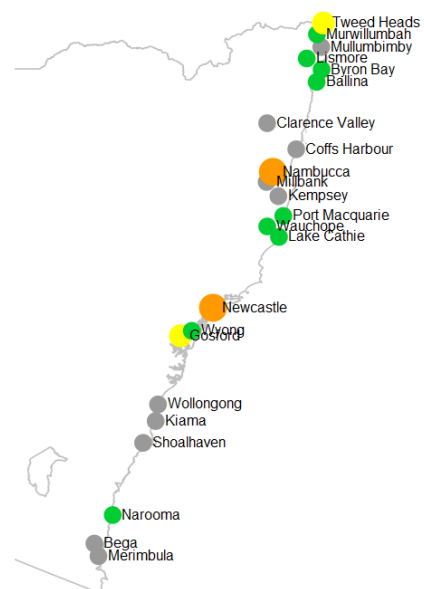 Tweed Heads
Murwillumbah
Mullumbimby
Lismore
Byron Bay
Ballina
Clarence Valley
Coffs Harbour
Nambucca
Millbank
Kempsey
Port Macquarie
Wauchope
Lake Cathie
Newcastle
Wyong
Gosford
Wollongong
Kiama
Shoalhaven
Narooma
Bega
Merimbula